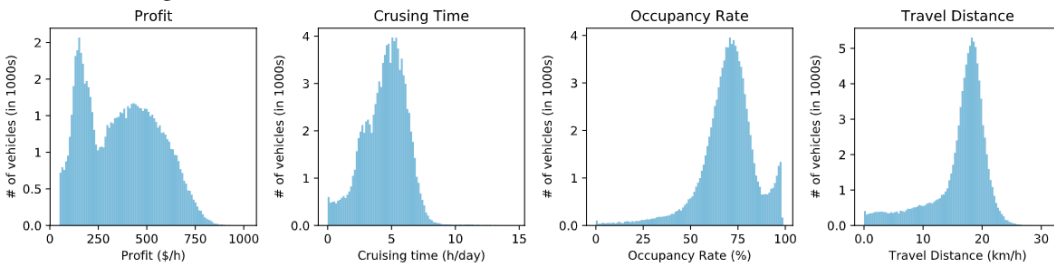 Profit
# of vehicles (in 1000s)
2
2
1
1
0.5
0.0
0 250 500 750 1000
Profit ($/h)
Crusing Time
# of vehicles (in 1000s)
4
3
2
1
0
0 5 10 15
Cruising time (h/day)
Occupancy Rate
# of vehicles (in 1000s)
4
3
2
1
0
0 25 50 75 100
Occupancy Rate (%)
Travel Distance
# of vehicles (in 1000s)
5
4
3
2
1
0
0 10 20 30
Travel Distance (km/h)